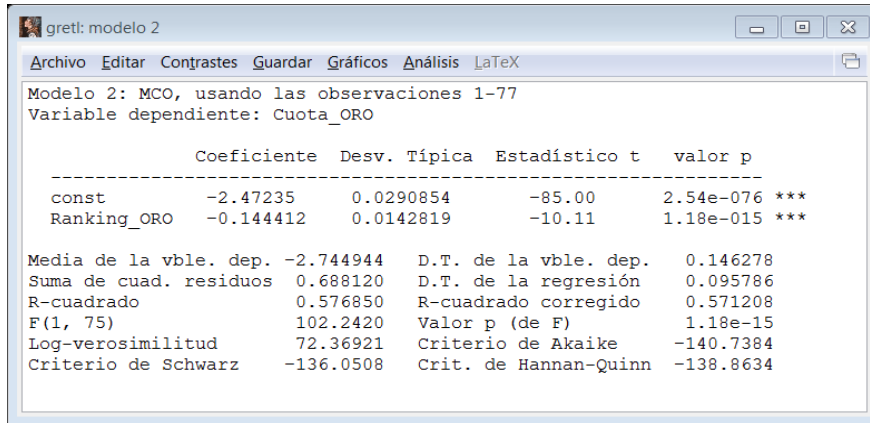 gretl: modelo 2
Archivo Editar Contrastes Guardar Gráficos Análisis LaTeX
Modelo 2: MCO, usando las observaciones 1-77
Variable dependiente: Cuota_ORO
Coeficiente Desv. Típica Estadístico t valor p
-----------------------------------------------------------------
const -2.47235 0.0290854 -85.00 2.54e-076 ***
Ranking_ORO -0.144412 0.0142819 -10.11 1.18e-015 ***
Media de la vble. dep. -2.744944 D.T. de la vble. dep. 0.146278
Suma de cuad. residuos 0.688120 D.T. de la regresión 0.095786
R-cuadrado 0.576850 R-cuadrado corregido 0.571208
F(1, 75) 102.2420 Valor p (de F) 1.18e-15
Log-verosimilitud 72.36921 Criterio de Akaike -140.7384
Criterio de Schwarz -136.0508 Crit. de Hannan-Quinn -138.8634